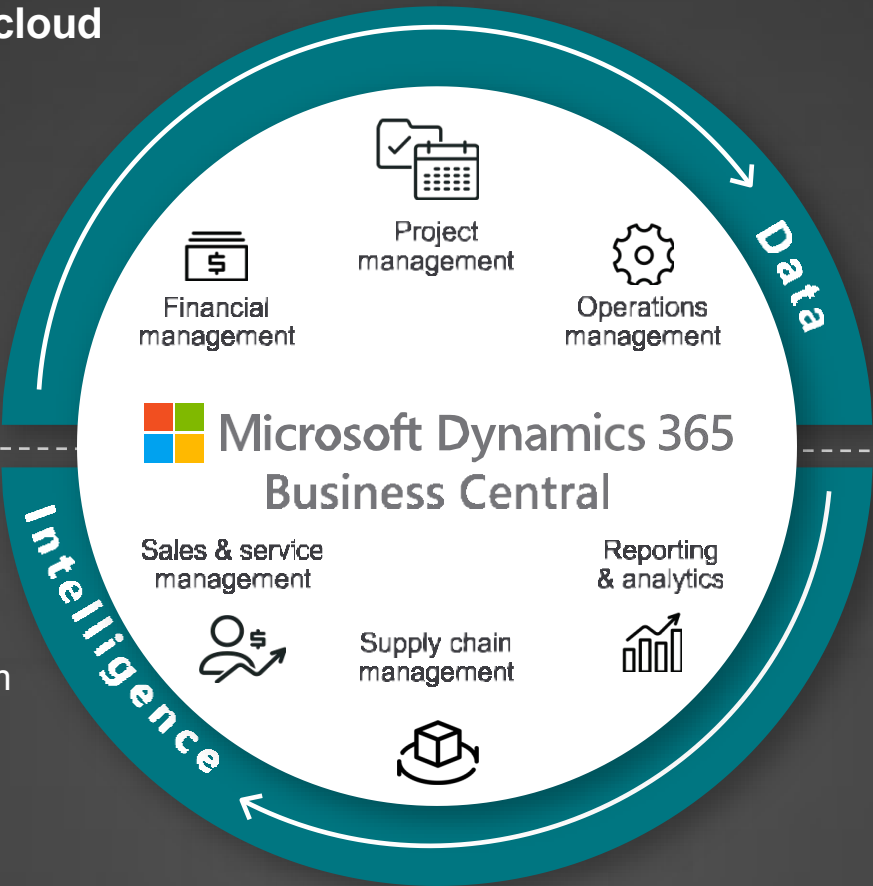 cloud
Project
management
Financial
management
Operations
management
Data
Microsoft Dynamics 365
Business Central
Intelligence
Sales & service
management
Reporting
& analytics
Supply chain
management